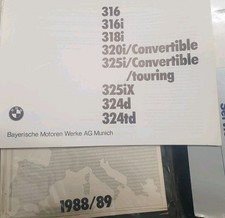 316
316i
318i
320i/Convertible
325i/Convertible
/touring
325iX
324d
324td
Bayerische Motoren Werke AG Munich
1988/89